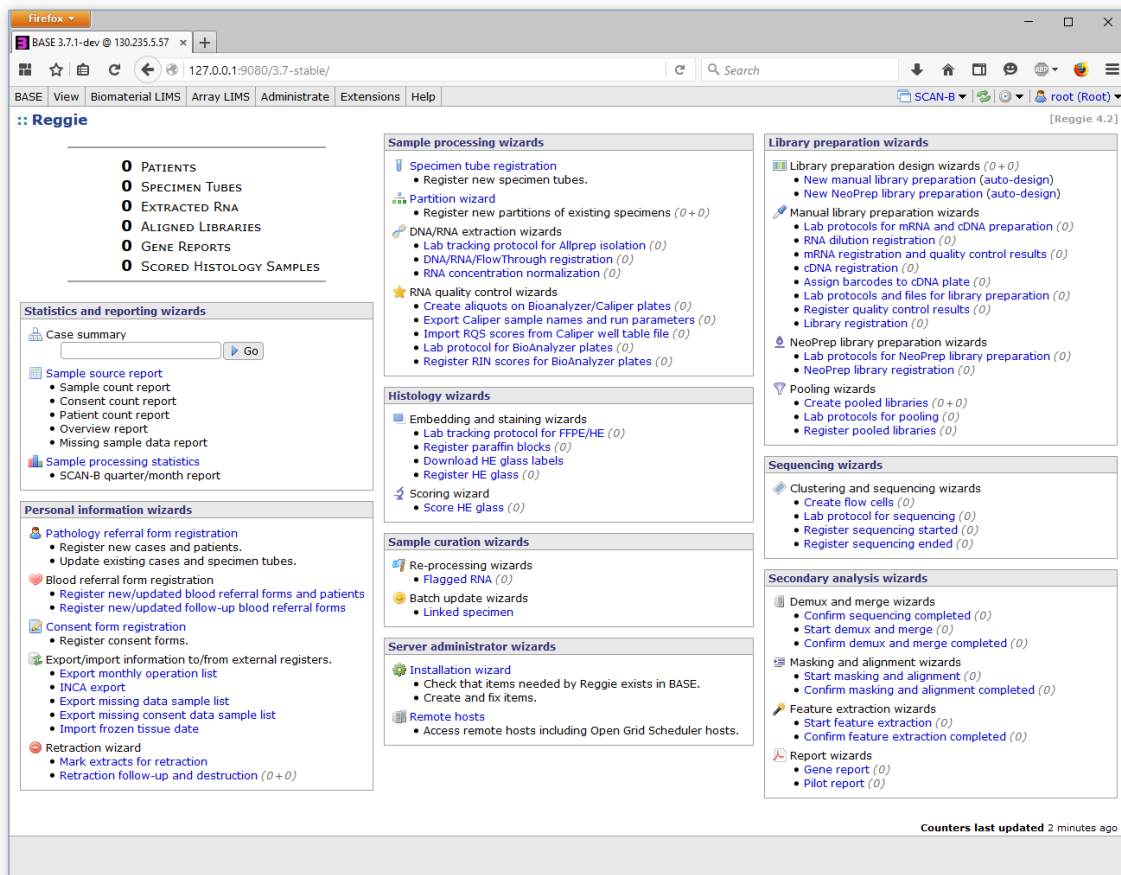 Firefox
BASE 3.7.1-dev @ 130.235.5.57
127.0.0.1:9080/3.7-stable/
Search
ABP
BASE View Biomaterial LIMS Array LIMS Administrate Extensions Help
SCAN-B root (Root)
:: Reggie
[Reggie 4.2]
0 Patients
0 Specimen Tubes
0 Extracted Rna
0 Aligned Libraries
0 Gene Reports
0 Scored Histology Samples
Statistics and reporting wizards
Case summary
Go
Sample source report
• Sample count report
• Consent count report
• Patient count report
• Overview report
• Missing sample data report
Sample processing statistics
• SCAN-B quarter/month report
Personal information wizards
Pathology referral form registration
• Register new cases and patients.
• Update existing cases and specimen tubes.
Blood referral form registration
• Register new/updated blood referral forms and patients
• Register new/updated follow-up blood referral forms
Consent form registration
• Register consent forms.
Export/import information to/from external registers.
• Export monthly operation list
• INCA export
• Export missing data sample list
• Export missing consent data sample list
• Import frozen tissue date
Retraction wizard
• Mark extracts for retraction
• Retraction follow-up and destruction (0+0)
Sample processing wizards
Specimen tube registration
• Register new specimen tubes.
Partition wizard
• Register new partitions of existing specimens (0+0)
DNA/RNA extraction wizards
• Lab tracking protocol for Allprep isolation (0)
• DNA/RNA/FlowThrough registration (0)
• RNA concentration normalization (0)
RNA quality control wizards
• Create aliquots on Bioanalyzer/Caliper plates (0)
• Export Caliper sample names and run parameters (0)
• Import RQS scores from Caliper well table file (0)
• Lab protocol for BioAnalyzer plates (0)
• Register RIN scores for BioAnalyzer plates (0)
Histology wizards
Embedding and staining wizards
• Lab tracking protocol for FFPE/HE (0)
• Register paraffin blocks (0)
• Download HE glass labels
• Register HE glass (0)
Scoring wizard
• Score HE glass (0)
Sample curation wizards
Re-processing wizards
• Flagged RNA (0)
Batch update wizards
• Linked specimen
Server administrator wizards
Installation wizard
• Check that items needed by Reggie exists in BASE.
• Create and fix items.
Remote hosts
• Access remote hosts including Open Grid Scheduler hosts.
Library preparation wizards
Library preparation design wizards (0+0)
• New manual library preparation (auto-design)
• New NeoPrep library preparation (auto-design)
Manual library preparation wizards
• Lab protocols for mRNA and cDNA preparation (0)
• RNA dilution registration (0)
• mRNA registration and quality control results (0)
• cDNA registration (0)
• Assign barcodes to cDNA plate (0)
• Lab protocols and files for library preparation (0)
• Register quality control results (0)
• Library registration (0)
NeoPrep library preparation wizards
• Lab protocols for NeoPrep library preparation (0)
• NeoPrep library registration (0)
Pooling wizards
• Create pooled libraries (0+0)
• Lab protocols for pooling (0)
• Register pooled libraries (0)
Sequencing wizards
Clustering and sequencing wizards
• Create flow cells (0)
• Lab protocol for sequencing (0)
• Register sequencing started (0)
• Register sequencing ended (0)
Secondary analysis wizards
Demux and merge wizards
• Confirm sequencing completed (0)
• Start demux and merge (0)
• Confirm demux and merge completed (0)
Masking and alignment wizards
• Start masking and alignment (0)
• Confirm masking and alignment completed (0)
Feature extraction wizards
• Start feature extraction (0)
• Confirm feature extraction completed (0)
Report wizards
• Gene report (0)
• Pilot report (0)
Counters last updated 2 minutes ago